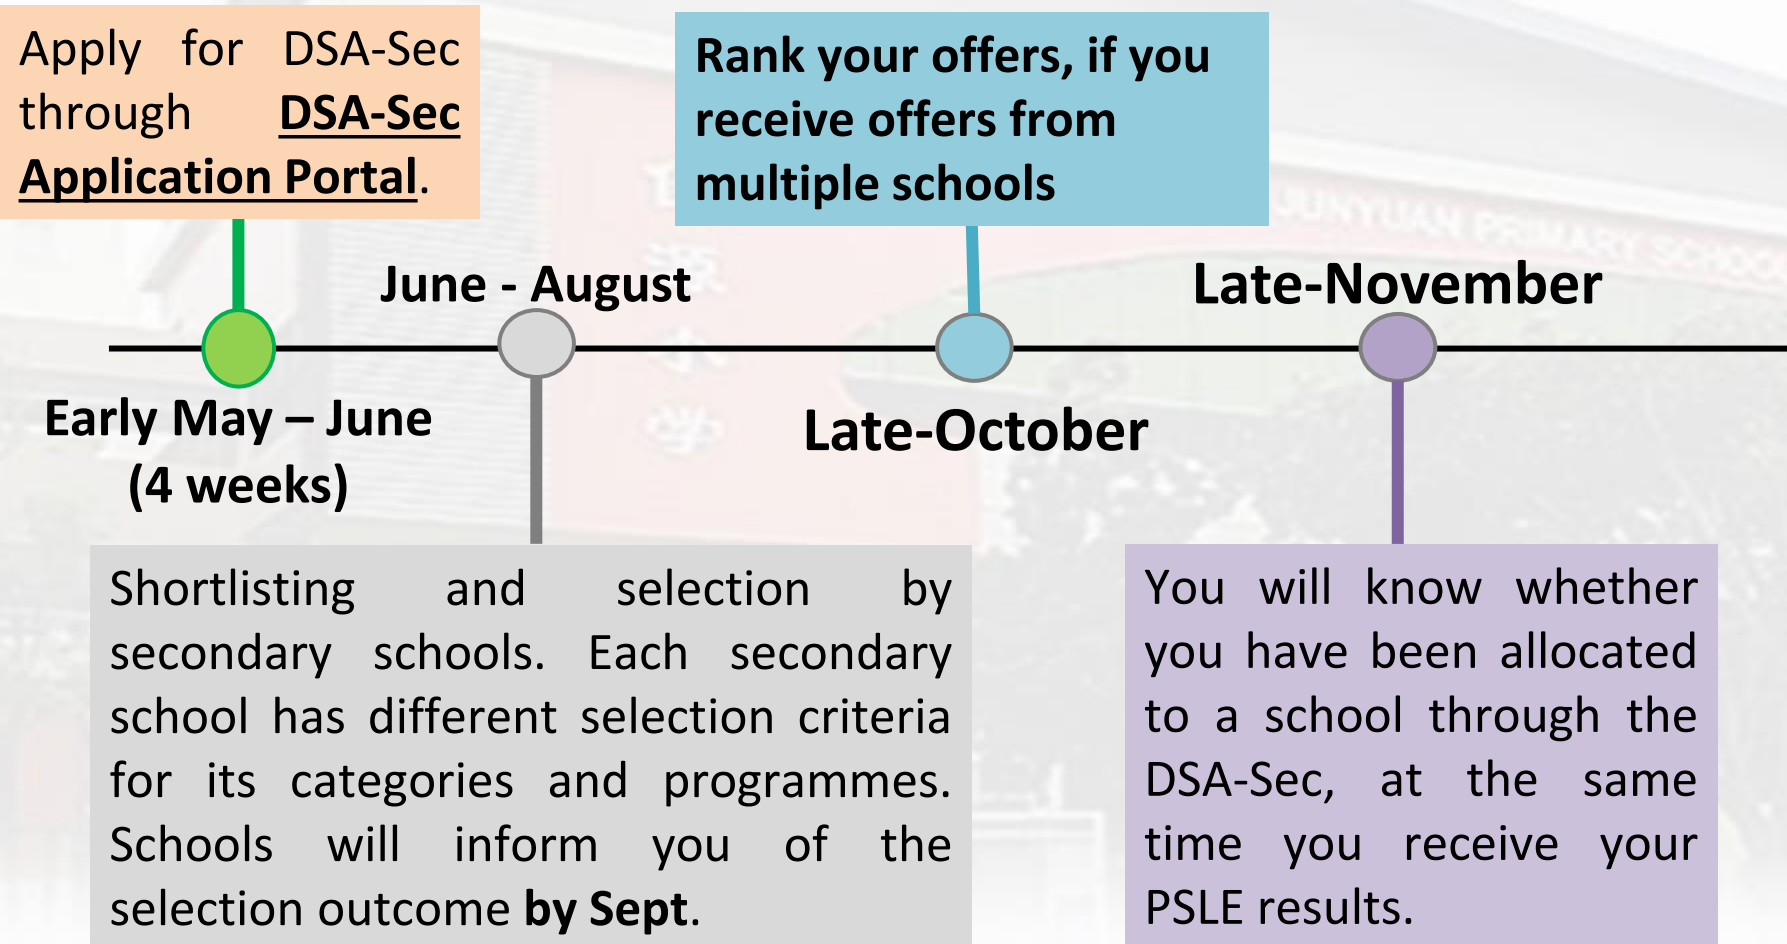 Apply for DSA-Sec
through DSA-Sec
Application Portal.
Rank your offers, if you
receive offers from
multiple schools
JUNYUAN PRIMARY SCHOO
June - August
Late-November
Early May – June
(4 weeks)
Late-October
Shortlisting and selection by
secondary schools. Each secondary
school has different selection criteria
for its categories and programmes.
Schools will inform you of the
selection outcome by Sept.
You will know whether
you have been allocated
to a school through the
DSA-Sec, at the same
time you receive your
PSLE results.